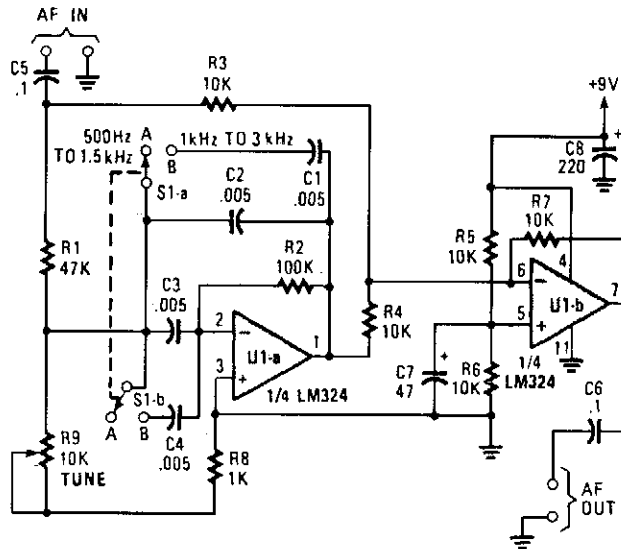 AF IN
C5
.1
R3
10K
+9V
500Hz
TO 1.5kHz
A
B
1kHz TO 3kHz
S1-a
C2
.005
C1
.005
+
C8
220
R1
47K
R2
100K
R5
10K
R7
10K
C3
.005
2
−
U1-a
1
3
+
1/4 LM324
R4
10K
6
−
4
U1-b
7
5
+
11
1/4
LM324
S1-b
A
B
C4
.005
C7
47
+
R6
10K
R9
10K
TUNE
R8
1K
C6
.1
AF
OUT